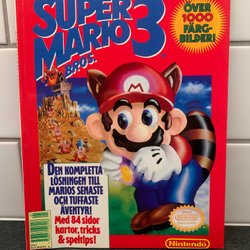 SUPER
MARIO 3
BROS.
ÖVER
1000
FÄRG-
BILDER!
DEN KOMPLETTA
LÖSNINGEN TILL
MARIOS SENASTE
OCH TUFFASTE
ÄVENTYR!
Med 84 sidor
kartor, tricks
& speltips!
Nintendo